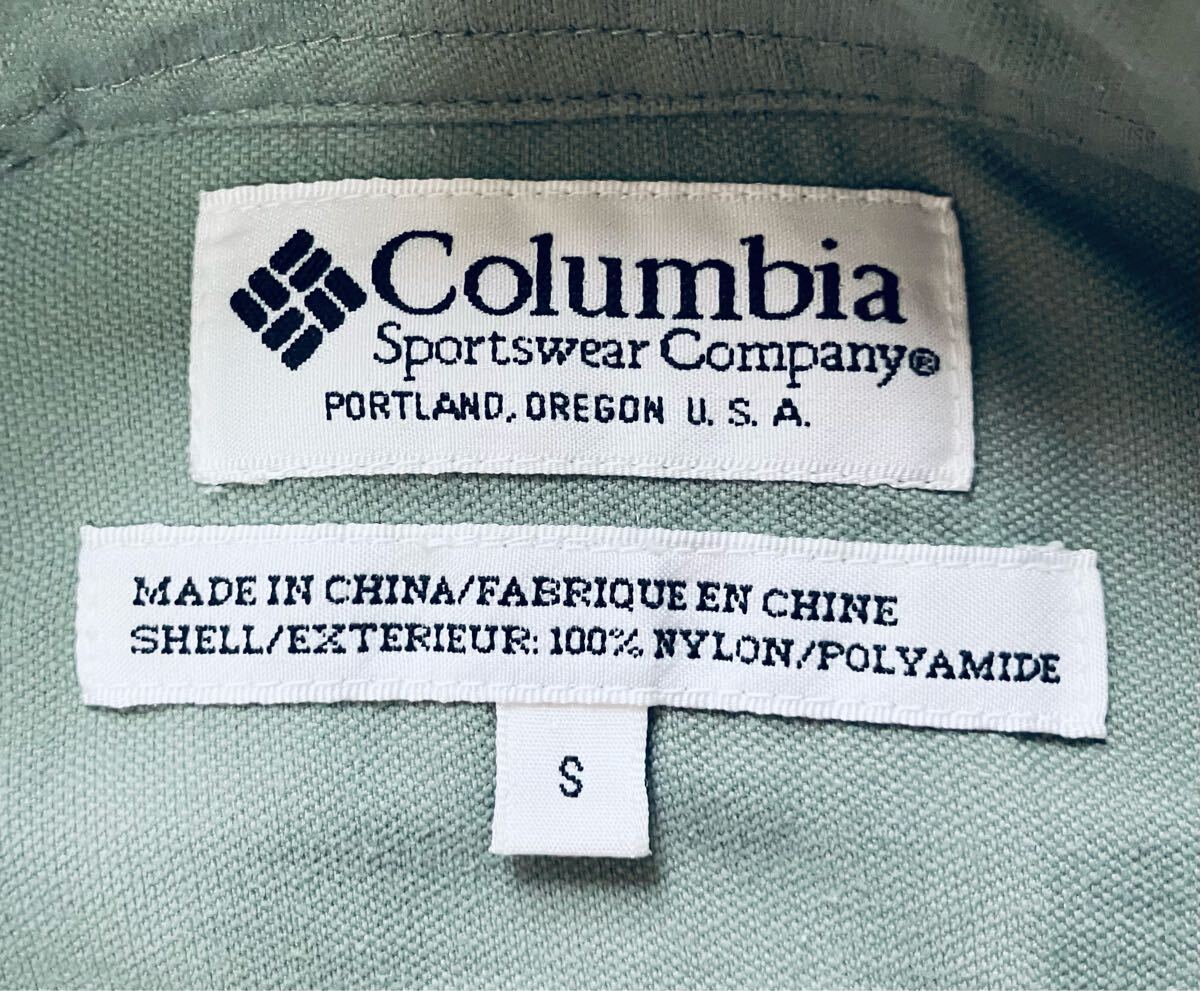 Columbia
Sportswear Company®
PORTLAND, OREGON U. S. A.
MADE IN CHINA/FABRIQUE EN CHINE
SHELL/EXTERIEUR: 100% NYLON/POLYAMIDE
S